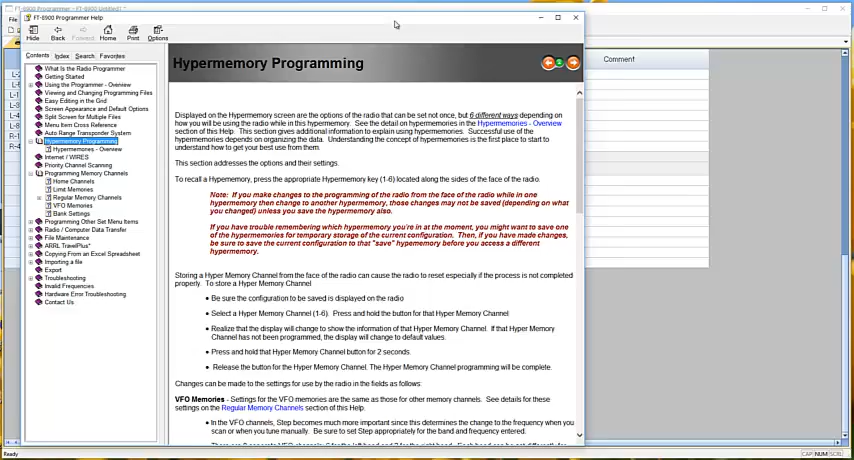 FT-8900 Programmer - Untitled1 *
File
FT-8900 Programmer Help
Hide Back Forward Home Print Options
Contents Index Search Favorites
What Is the Radio Programmer
Getting Started
Using the Programmer - Overview
Viewing and Changing Programming Files
Easy Editing in the Grid
Screen Appearance and Default Options
Split Screen for Multiple Files
Menu Item Cross Reference
Auto Range Transponder System
Hypermemory Programming
Hypermemories - Overview
Internet / WIRES
Priority Channel Scanning
Programming Memory Channels
Home Channels
Limit Memories
Regular Memory Channels
VFO Memories
Bank Settings
Programming Other Set Menu Items
Radio / Computer Data Transfer
File Maintenance
ARRL TravelPlus*
Copying From an Excel Spreadsheet
Importing a file
Export
Troubleshooting
Invalid Frequencies
Hardware Error Troubleshooting
Contact Us
Hypermemory Programming
Displayed on the Hypermemory screen are the options of the radio that can be set not once, but 6 different ways depending on
how you will be using the radio while in this hypermemory. See the detail on hypermemories in the Hypermemories - Overview
section of this Help. This section gives additional information to explain using hypermemories. Successful use of the
hypermemories depends on organizing the data. Understanding the concept of hypermemories is the first place to start to
understand how to get your best use from them.
This section addresses the options and their settings.
To recall a Hypermemory, press the appropriate Hypermemory key (1-6) located along the sides of the face of the radio.
Note: If you make changes to the programming of the radio from the face of the radio while in one
hypermemory then change to another hypermemory, those changes may not be saved (depending on what
you changed) unless you save the hypermemory also.
If you have trouble remembering which hypermemory you're in at the moment, you might want to save one
of the hypermemories for temporary storage of the current configuration. Then, if you have made changes,
be sure to save the current configuration to that "save" hypermemory before you access a different
hypermemory.
Storing a Hyper Memory Channel from the face of the radio can cause the radio to reset especially if the process is not completed
properly. To store a Hyper Memory Channel
• Be sure the configuration to be saved is displayed on the radio
• Select a Hyper Memory Channel (1-6). Press and hold the button for that Hyper Memory Channel
• Realize that the display will change to show the information of that Hyper Memory Channel. If that Hyper Memory
Channel has not been programmed, the display will change to default values.
• Press and hold that Hyper Memory Channel button for 2 seconds.
• Release the button for the Hyper Memory Channel. The Hyper Memory Channel programming will be complete.
Changes can be made to the settings for use by the radio in the fields as follows:
VFO Memories - Settings for the VFO memories are the same as those for other memory channels. See details for these
settings on the Regular Memory Channels section of this Help.
• In the VFO channels, Step becomes much more important since this determines the change to the frequency when you
scan or when you tune manually. Be sure to set Step appropriately for the band and frequency entered.
Comment
Ready
CAP NUM SCRL